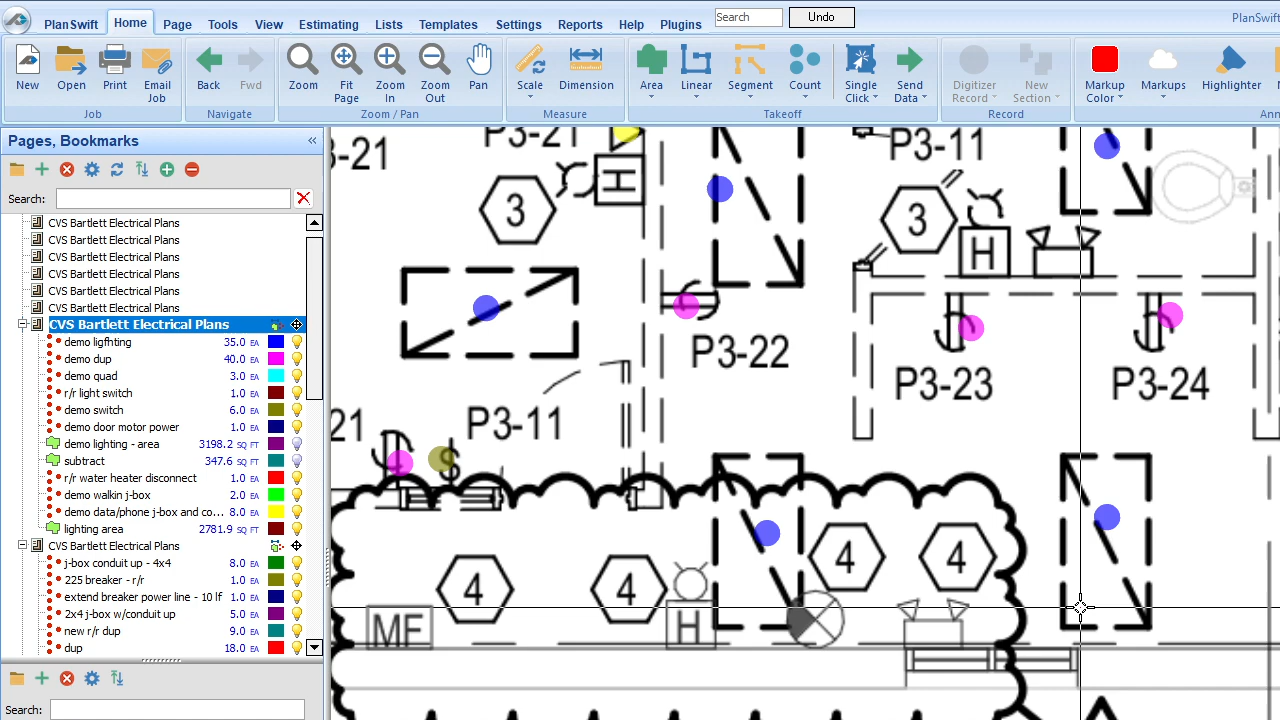 PlanSwift Home Page Tools View Estimating Lists Templates Settings Reports Help Plugins Search Undo PlanSwift
New Open Print Email Job Back Fwd Zoom Fit Page Zoom In Zoom Out Pan Scale Dimension Area Linear Segment Count Single Click Send Data Digitizer Record New Section Markup Color Markups Highlighter
Job Navigate Zoom / Pan Measure Takeoff Record Ann
Pages, Bookmarks «
Search:
CVS Bartlett Electrical Plans
CVS Bartlett Electrical Plans
CVS Bartlett Electrical Plans
CVS Bartlett Electrical Plans
CVS Bartlett Electrical Plans
CVS Bartlett Electrical Plans
CVS Bartlett Electrical Plans
demo ligfhting 35.0 EA
demo dup 40.0 EA
demo quad 3.0 EA
r/r light switch 1.0 EA
demo switch 6.0 EA
demo door motor power 1.0 EA
demo lighting - area 3198.2 SQ FT
subtract 347.6 SQ FT
r/r water heater disconnect 1.0 EA
demo walkin j-box 2.0 EA
demo data/phone j-box and co... 8.0 EA
lighting area 2781.9 SQ FT
CVS Bartlett Electrical Plans
j-box conduit up - 4x4 8.0 EA
225 breaker - r/r 1.0 EA
extend breaker power line - 10 lf 1.0 EA
2x4 j-box w/conduit up 5.0 EA
new r/r dup 9.0 EA
dup 18.0 EA
Search:
3-21 P3-21 P3-11
3 H 3 H
P3-22
P3-23 P3-24
21 P3-11
$
4 4 4 4
MF H